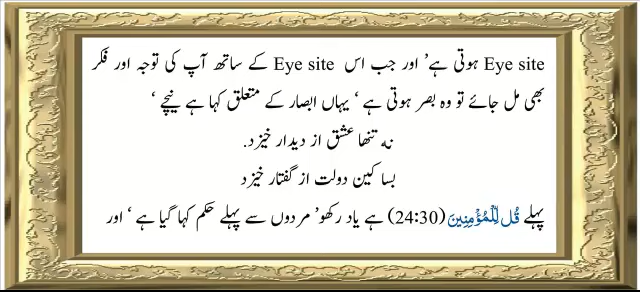 Eye site ہوتی ہے’ اور جب اس Eye site کے ساتھ آپ کی توجہ اور فکر
بھی مل جائے تو وہ بصر ہوتی ہے‘ یہاں ابصار کے متعلق کہا ہے نیچے‘
نہ تنھا عشق از دیدار خیزد.
بسا کین دولت از گفتار خیزد
پہلے قُل لِّلْمُؤْمِنِينَ (24:30) ہے یاد رکھو’ مردوں سے پہلے حکم کہا گیا ہے‘ اور